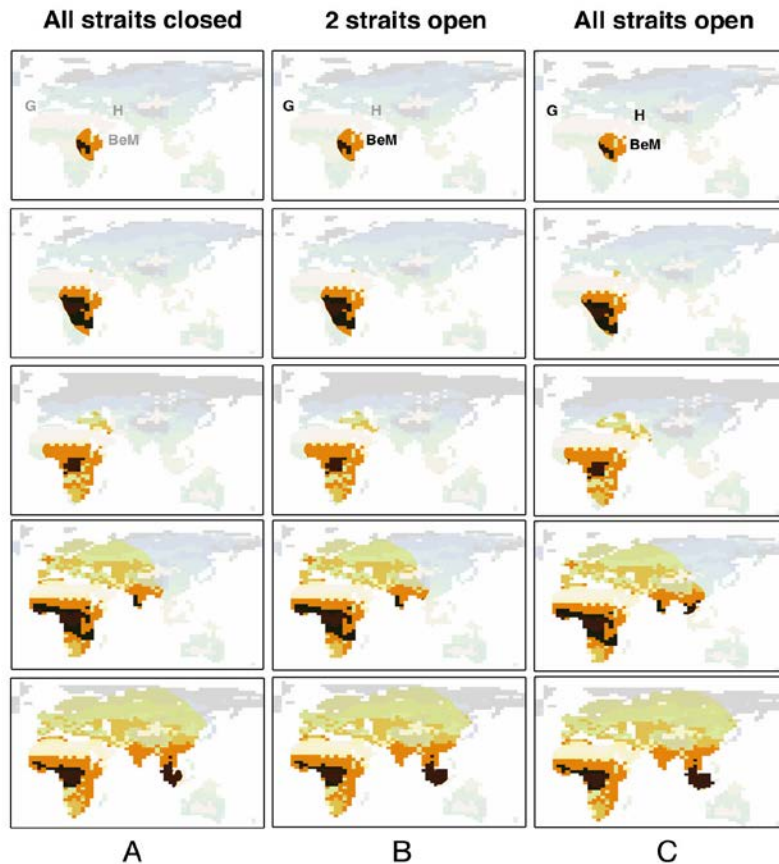 All straits closed 2 straits open All straits open
G H BeM G H BeM G H BeM
A B C